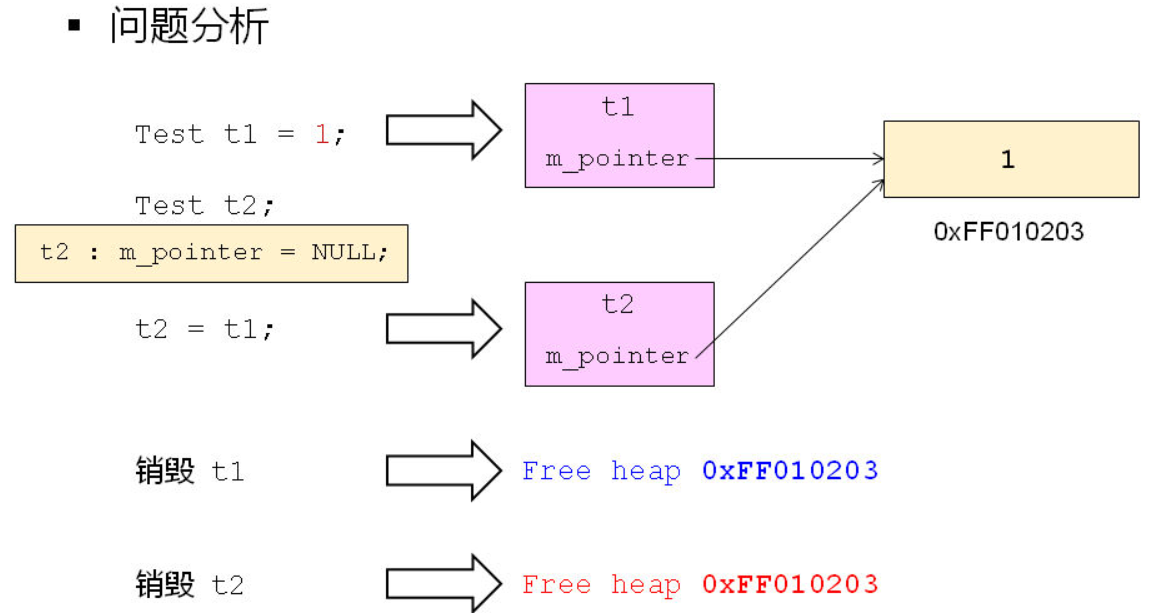 ▪ 问题分析
Test t1 = 1;
t1
m_pointer
1
0xFF010203
Test t2;
t2 : m_pointer = NULL;
t2 = t1;
t2
m_pointer
销毁 t1
Free heap 0xFF010203
销毁 t2
Free heap 0xFF010203